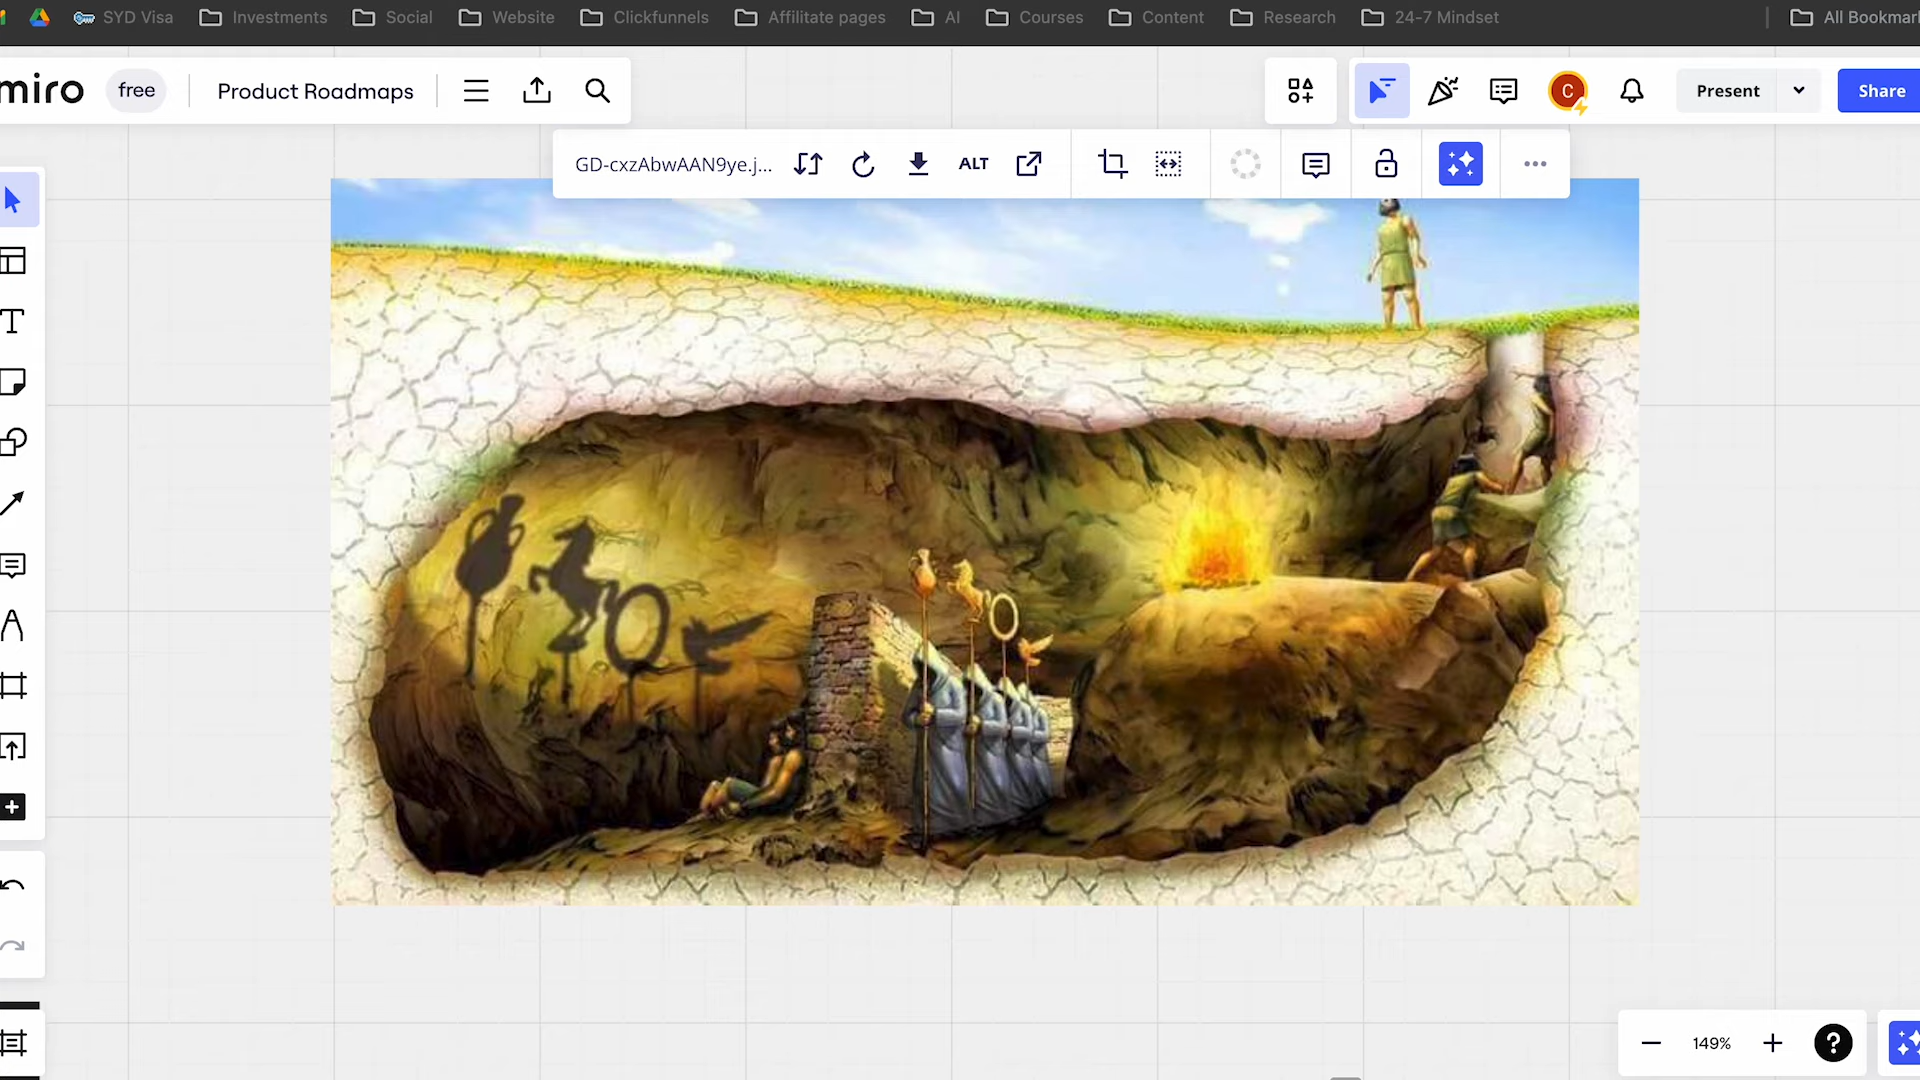 SYD Visa
Investments
Social
Website
Clickfunnels
Affilitate pages
AI
Courses
Content
Research
24-7 Mindset
All Bookmar
miro
free
Product Roadmaps
C
Present
Share
GD-cxzAbwAAN9ye.j...
ALT
149%